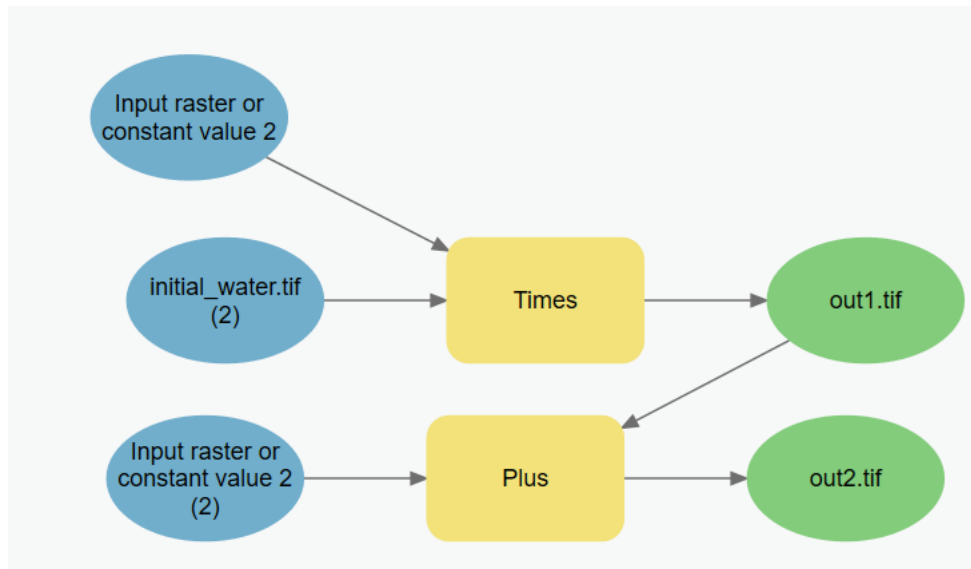 Input raster or
constant value 2
initial_water.tif
(2)
Times
out1.tif
Input raster or
constant value 2
(2)
Plus
out2.tif